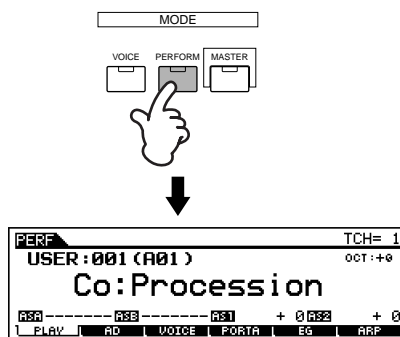 MODE
VOICE PERFORM MASTER
PERF TCH= 1
USER:001(A01) OCT:+0
Co:Procession
ASA------- ASB------- AS1 + 0 AS2 + 0
PLAY AD VOICE PORTA EG ARP